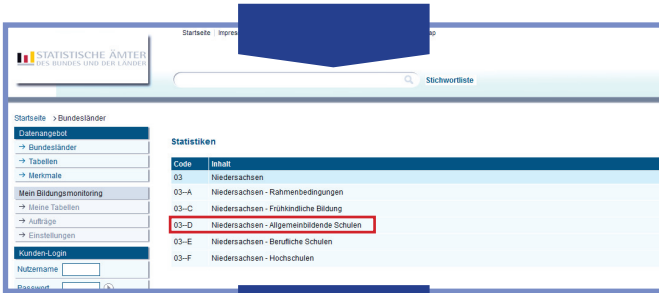 Startseite
STATISTISCHE ÄMTER
DES BUNDES UND DER LÄNDER
Stichwortliste
Startseite > Bundesländer
Datenangebot
→ Bundesländer
→ Tabellen
→ Merkmale
Mein Bildungsmonitoring
→ Meine Tabellen
→ Aufträge
→ Einstellungen
Kunden-Login
Nutzername
Passwort
Statistiken
Code Inhalt
03 Niedersachsen
03--A Niedersachsen - Rahmenbedingungen
03--C Niedersachsen - Frühkindliche Bildung
03--D Niedersachsen - Allgemeinbildende Schulen
03--E Niedersachsen - Berufliche Schulen
03--F Niedersachsen - Hochschulen